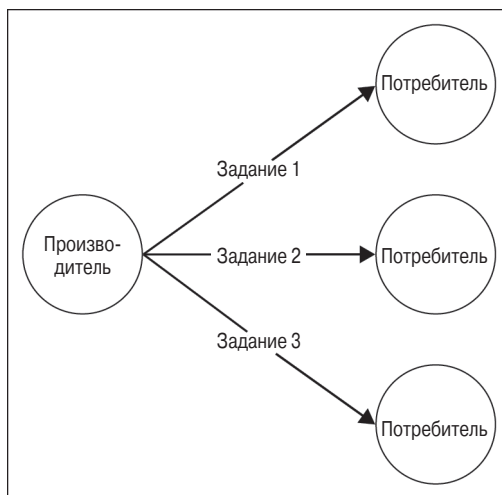 Потребитель
Задание 1
Произво-
дитель
Задание 2
Потребитель
Задание 3
Потребитель